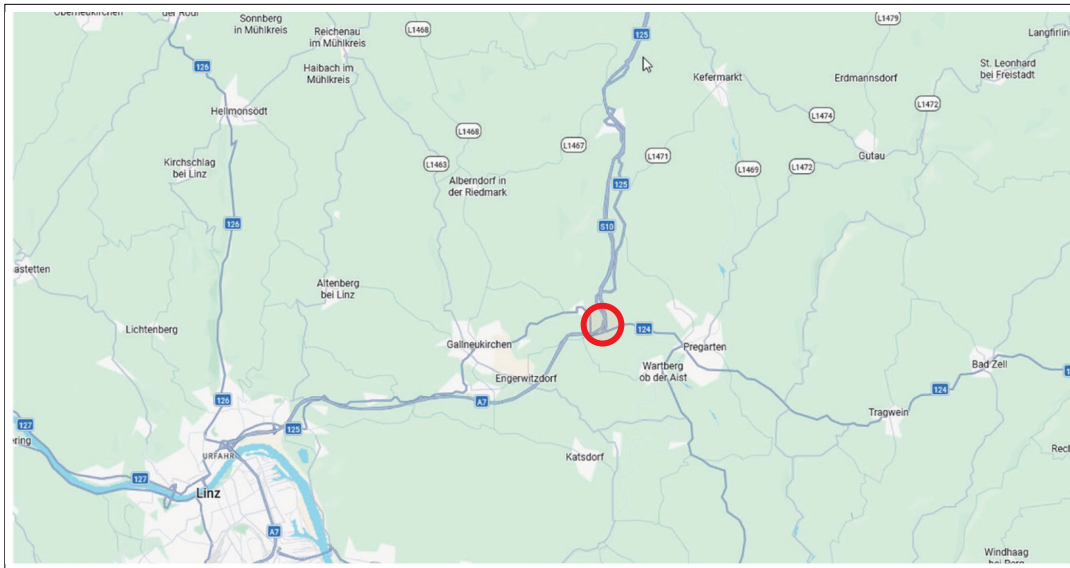 Oberneukirchen
der Rodl
Sonnberg
in Mühlkreis
Reichenau
im Mühlkreis
L1468
125
L1479
Langfirling
126
Haibach im
Mühlkreis
Kefermarkt
Erdmannsdorf
St. Leonhard
bei Freistadt
Hellmonsödt
L1472
L1474
L1468
L1467
Kirchschlag
bei Linz
L1463
L1471
L1469
L1472
Gutau
Alberndorf in
der Riedmark
125
126
S10
astetten
Altenberg
bei Linz
Lichtenberg
124
Gallneukirchen
Pregarten
Wartberg
ob der Aist
Bad Zell
Engerwitzdorf
124
1
126
A7
Tragwein
127
125
ering
URFAHR
Katsdorf
Rech
127
Linz
A7
Windhaag
bei Perg